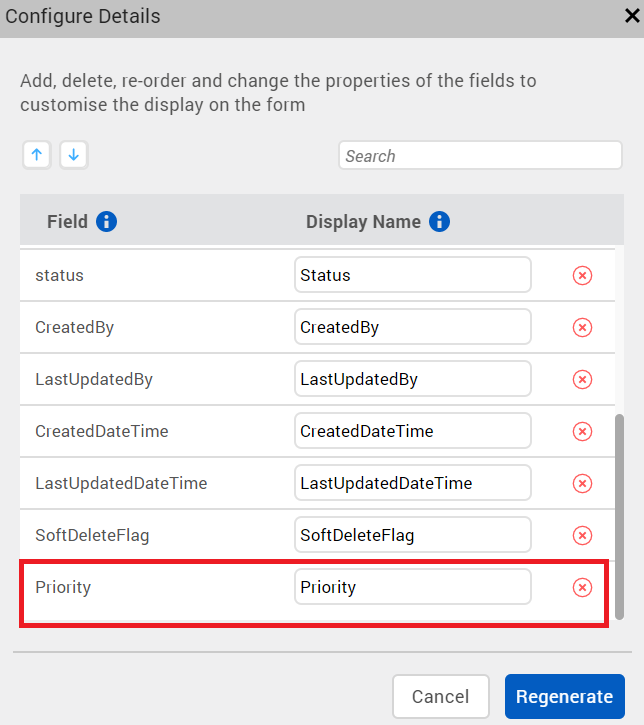 Configure Details
Add, delete, re-order and change the properties of the fields to
customise the display on the form
Search
Field Display Name
status Status
CreatedBy CreatedBy
LastUpdatedBy LastUpdatedBy
CreatedDateTime CreatedDateTime
LastUpdatedDateTime LastUpdatedDateTime
SoftDeleteFlag SoftDeleteFlag
Priority Priority
Cancel Regenerate